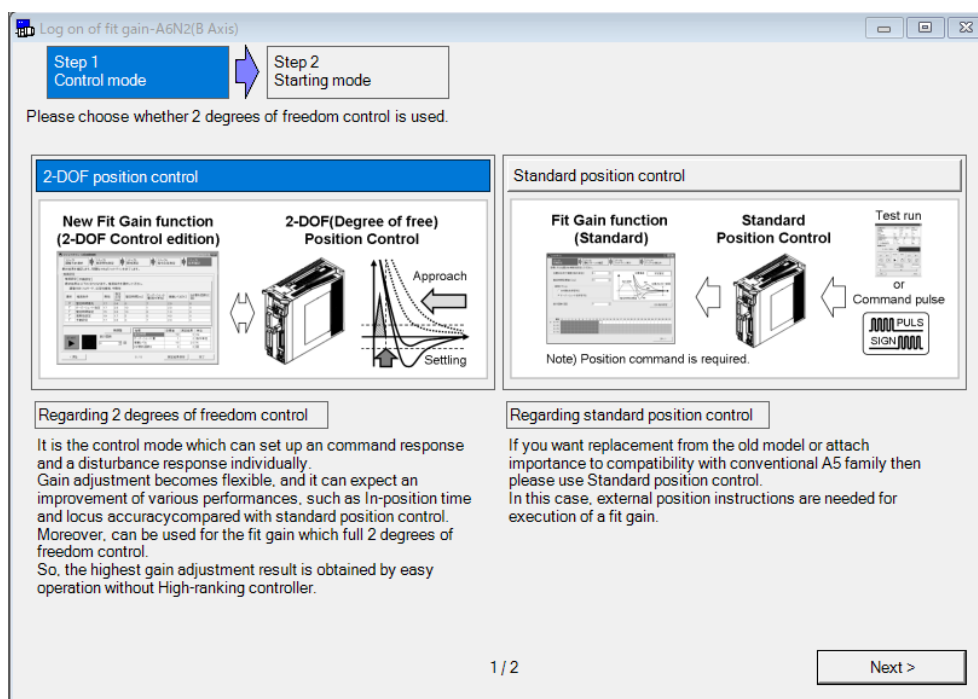 Log on of fit gain-A6N2(B Axis)
Step 1
Control mode
Step 2
Starting mode
Please choose whether 2 degrees of freedom control is used.
2-DOF position control
New Fit Gain function
(2-DOF Control edition)
2-DOF(Degree of free)
Position Control
Approach
Settling
Standard position control
Fit Gain function
(Standard)
Standard
Position Control
Test run
or
Command pulse
PULS
SIGN
Note) Position command is required.
Regarding 2 degrees of freedom control
It is the control mode which can set up an command response
and a disturbance response individually.
Gain adjustment becomes flexible, and it can expect an
improvement of various performances, such as In-position time
and locus accuracycompared with standard position control.
Moreover, can be used for the fit gain which full 2 degrees of
freedom control.
So, the highest gain adjustment result is obtained by easy
operation without High-ranking controller.
Regarding standard position control
If you want replacement from the old model or attach
importance to compatibility with conventional A5 family then
please use Standard position control.
In this case, external position instructions are needed for
execution of a fit gain.
1 / 2
Next >